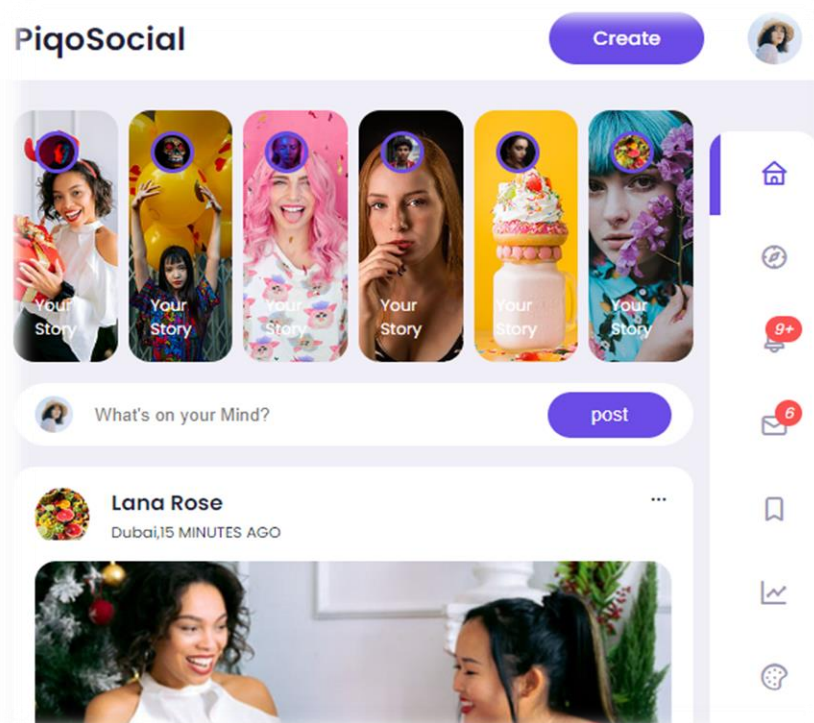 PiqoSocial
Create
Your
Story
Your
Story
Your
Story
Your
Story
Your
Story
Your
Story
9+
6
What's on your Mind?
post
Lana Rose
...
Dubai,15 MINUTES AGO